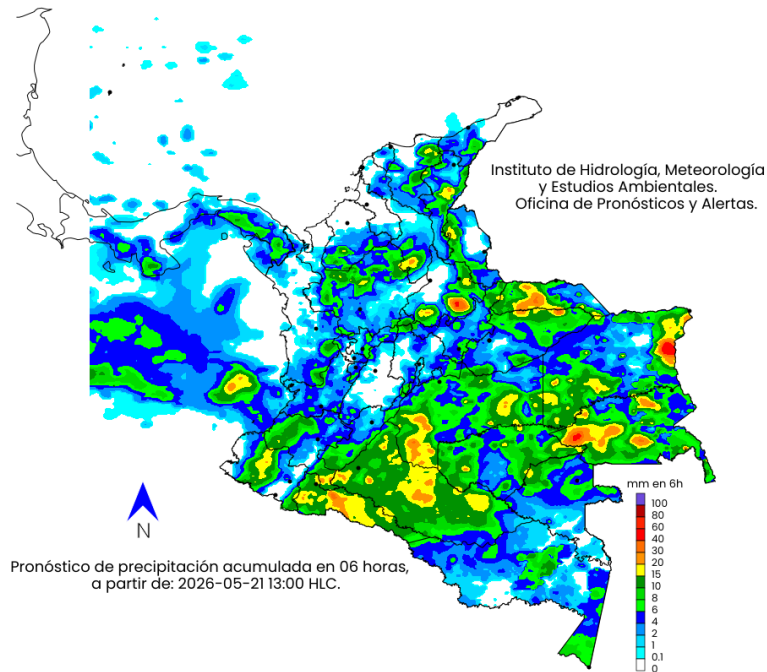 Instituto de Hidrología, Meteorología
y Estudios Ambientales.
Oficina de Pronósticos y Alertas.
N
Pronóstico de precipitación acumulada en 06 horas,
a partir de: 2026-05-21 13:00 HLC.
mm en 6h
100
80
60
40
30
20
15
10
8
6
4
2
1
0.1
0